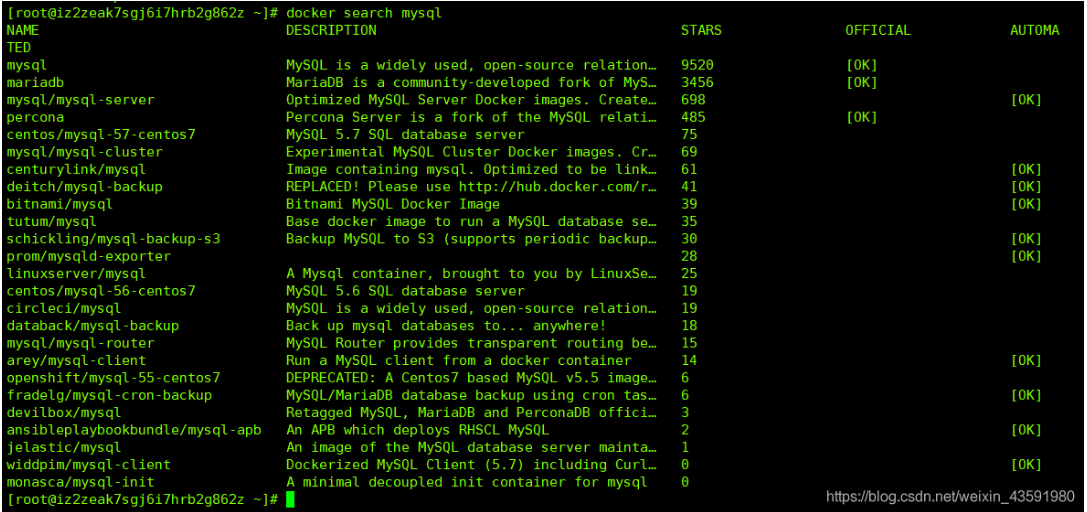 [root@iz2zeak7sgj6i7hrb2g862z ~]# docker search mysql
NAME DESCRIPTION STARS OFFICIAL AUTOMA
TED
mysql MySQL is a widely used, open-source relation… 9520 [OK]
mariadb MariaDB is a community-developed fork of MyS… 3456 [OK]
mysql/mysql-server Optimized MySQL Server Docker images. Create… 698 [OK]
percona Percona Server is a fork of the MySQL relati… 485 [OK]
centos/mysql-57-centos7 MySQL 5.7 SQL database server 75
mysql/mysql-cluster Experimental MySQL Cluster Docker images. Cr… 69
centurylink/mysql Image containing mysql. Optimized to be link… 61 [OK]
deitch/mysql-backup REPLACED! Please use http://hub.docker.com/r… 41 [OK]
bitnami/mysql Bitnami MySQL Docker Image 39 [OK]
tutum/mysql Base docker image to run a MySQL database se… 35
schickling/mysql-backup-s3 Backup MySQL to S3 (supports periodic backup… 30 [OK]
prom/mysqld-exporter 28 [OK]
linuxserver/mysql A Mysql container, brought to you by LinuxSe… 25
centos/mysql-56-centos7 MySQL 5.6 SQL database server 19
circleci/mysql MySQL is a widely used, open-source relation… 19
databack/mysql-backup Back up mysql databases to... anywhere! 18
mysql/mysql-router MySQL Router provides transparent routing be… 15
arey/mysql-client Run a MySQL client from a docker container 14 [OK]
openshift/mysql-55-centos7 DEPRECATED: A Centos7 based MySQL v5.5 image… 6
fradelg/mysql-cron-backup MySQL/MariaDB database backup using cron tas… 6 [OK]
devilbox/mysql Retagged MySQL, MariaDB and PerconaDB offici… 3
ansibleplaybookbundle/mysql-apb An APB which deploys RHSCL MySQL 2 [OK]
jelastic/mysql An image of the MySQL database server mainta… 1
widdpim/mysql-client Dockerized MySQL Client (5.7) including Curl… 0 [OK]
monasca/mysql-init A minimal decoupled init container for mysql 0
[root@iz2zeak7sgj6i7hrb2g862z ~]#
https://blog.csdn.net/weixin_43591980